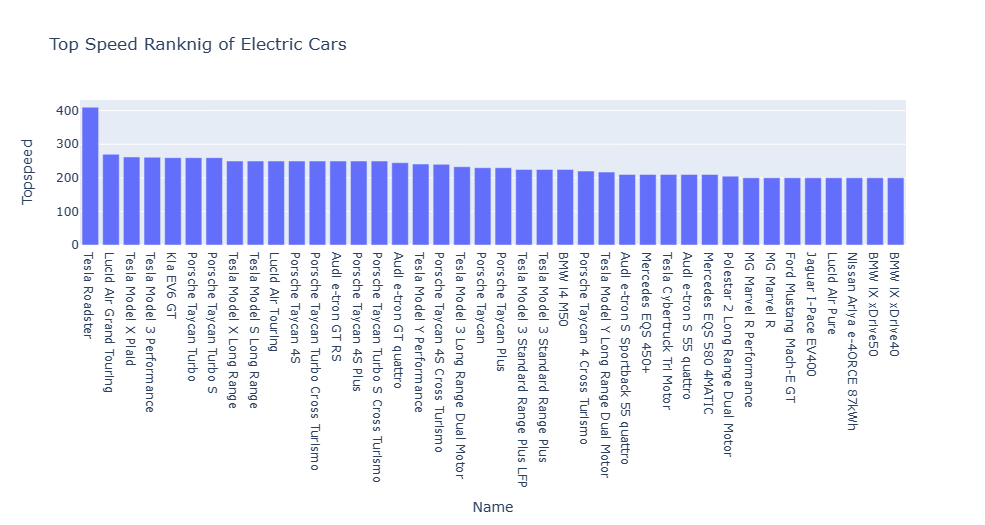 Top Speed Ranknig of Electric Cars
Topspeed
400
300
200
100
0
Tesla Roadster
Lucid Air Grand Touring
Tesla Model X Plaid
Tesla Model 3 Performance
Kia EV6 GT
Porsche Taycan Turbo
Porsche Taycan Turbo S
Tesla Model X Long Range
Tesla Model S Long Range
Lucid Air Touring
Porsche Taycan 4S
Porsche Taycan Turbo Cross Turismo
Audi e-tron GT RS
Porsche Taycan 4S Plus
Porsche Taycan Turbo S Cross Turismo
Audi e-tron GT quattro
Tesla Model Y Performance
Porsche Taycan 4S Cross Turismo
Tesla Model 3 Long Range Dual Motor
Porsche Taycan
Porsche Taycan Plus
Tesla Model 3 Standard Range Plus LFP
Tesla Model 3 Standard Range Plus
BMW i4 M50
Porsche Taycan 4 Cross Turismo
Tesla Model Y Long Range Dual Motor
Audi e-tron S Sportback 55 quattro
Mercedes EQS 450+
Tesla Cybertruck Tri Motor
Audi e-tron S 55 quattro
Mercedes EQS 580 4MATIC
Polestar 2 Long Range Dual Motor
MG Marvel R Performance
MG Marvel R
Ford Mustang Mach-E GT
Jaguar I-Pace EV400
Lucid Air Pure
Nissan Ariya e-4ORCE 87kWh
BMW iX xDrive50
BMW iX xDrive40
Name